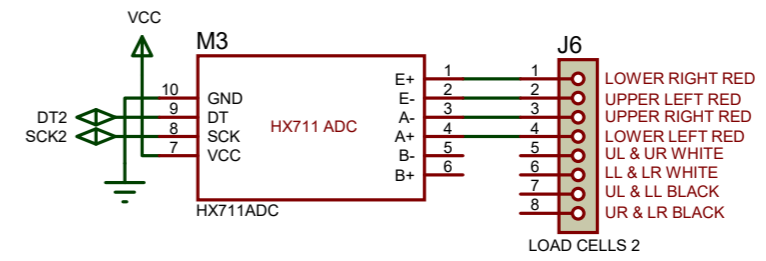 VCC
M3
J6
DT2
SCK2
10 GND
9 DT
8 SCK
7 VCC
HX711 ADC
E+ 1
E- 2
A- 3
A+ 4
B- 5
B+ 6
HX711ADC
1 LOWER RIGHT RED
2 UPPER LEFT RED
3 UPPER RIGHT RED
4 LOWER LEFT RED
5 UL & UR WHITE
6 LL & LR WHITE
7 UL & LL BLACK
8 UR & LR BLACK
LOAD CELLS 2